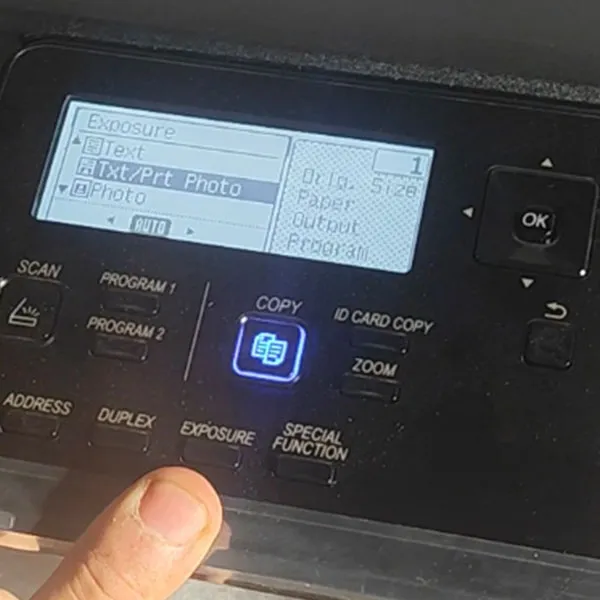 Exposure
Text
Txt/Prt Photo
Photo
AUTO
1
Orig. Size
Paper
Output
Program
OK
SCAN
PROGRAM 1
PROGRAM 2
COPY
ID CARD COPY
ZOOM
ADDRESS
DUPLEX
EXPOSURE
SPECIAL
FUNCTION